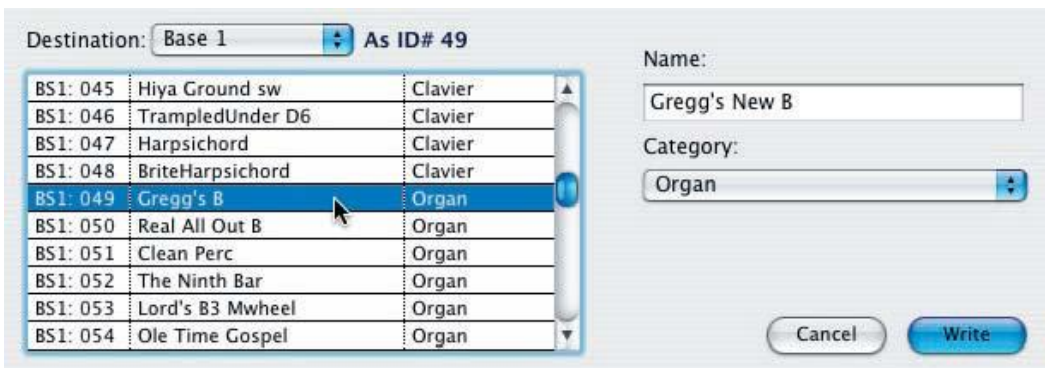 Destination: Base 1 As ID# 49
BS1: 045 Hiya Ground sw Clavier
BS1: 046 TrampledUnder D6 Clavier
BS1: 047 Harpsichord Clavier
BS1: 048 BriteHarpsichord Clavier
BS1: 049 Gregg's B Organ
BS1: 050 Real All Out B Organ
BS1: 051 Clean Perc Organ
BS1: 052 The Ninth Bar Organ
BS1: 053 Lord's B3 Mwheel Organ
BS1: 054 Ole Time Gospel Organ
Name:
Gregg's New B
Category:
Organ
Cancel Write